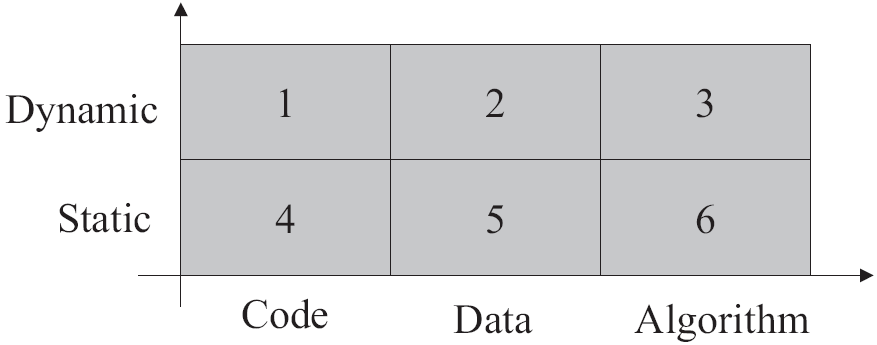 Dynamic 1 2 3
Static 4 5 6
Code Data Algorithm